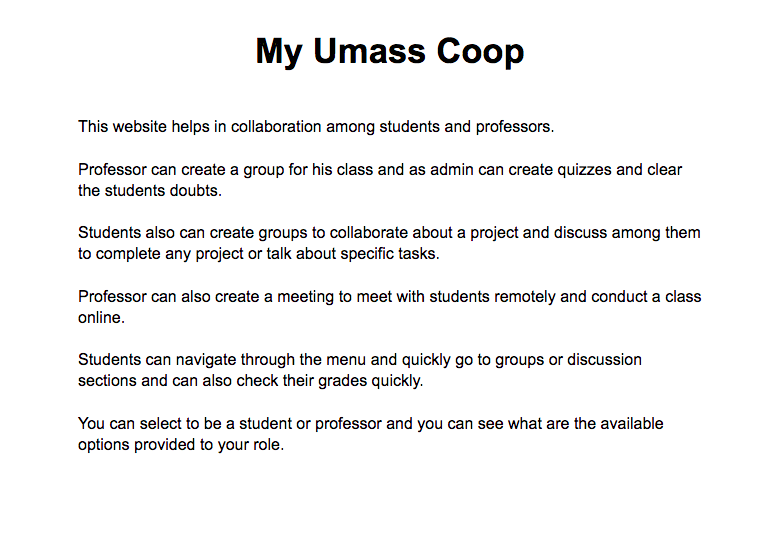 My Umass Coop
This website helps in collaboration among students and professors.
Professor can create a group for his class and as admin can create quizzes and clear
the students doubts.
Students also can create groups to collaborate about a project and discuss among them
to complete any project or talk about specific tasks.
Professor can also create a meeting to meet with students remotely and conduct a class
online.
Students can navigate through the menu and quickly go to groups or discussion
sections and can also check their grades quickly.
You can select to be a student or professor and you can see what are the available
options provided to your role.